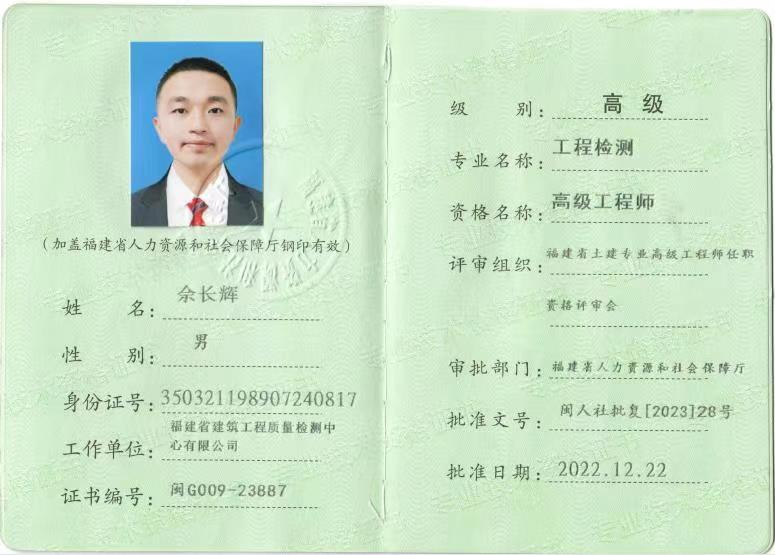 (加盖福建省人力资源和社会保障厅钢印有效)
姓 名: 佘长辉
性 别: 男
身份证号: 350321198907240817
工作单位: 福建省建筑工程质量检测中
心有限公司
证书编号: 闽G009-23887
级 别: 高级
专业名称: 工程检测
资格名称: 高级工程师
评审组织: 福建省土建专业高级工程师任职
资格评审会
审批部门: 福建省人力资源和社会保障厅
批准文号: 闽人社批复[2023]28号
批准日期: 2022.12.22